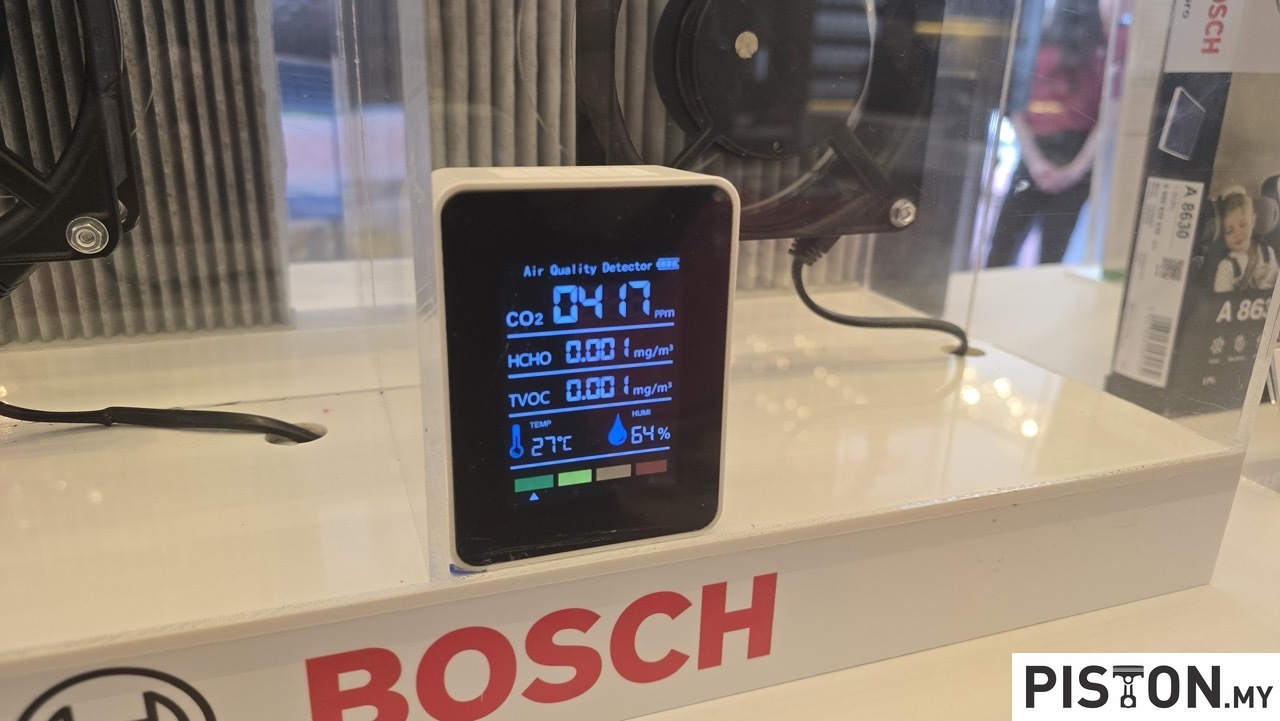 BOSCH
A 8630
A 863
Air Quality Detector
CO2 0417 PPM
HCHO 0.001 mg/m³
TVOC 0.001 mg/m³
TEMP
27°C
HUMI
64%
BOSCH
PISTON.MY